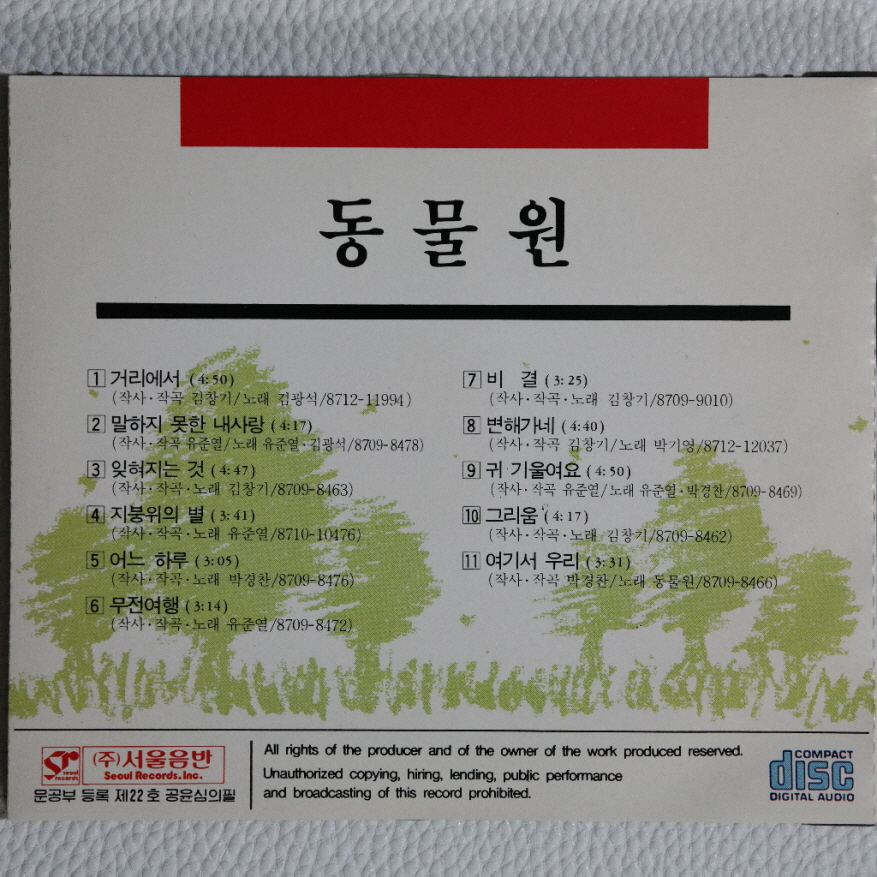 동물원
1 거리에서 (4:50)
(작사·작곡 김창기/노래 김광석/8712-11994)
2 말하지 못한 내사랑 (4:17)
(작사·작곡 유준열/노래 유준열·김광석/8709-8478)
3 잊혀지는 것 (4:47)
(작사·작곡·노래 김창기/8709-8463)
4 지붕위의 별 (3:41)
(작사·작곡·노래 유준열/8710-10476)
5 어느 하루 (3:05)
(작사·작곡·노래 박경찬/8709-8476)
6 무전여행 (3:14)
(작사·작곡·노래 유준열/8709-8472)
7 비 결 (3:25)
(작사·작곡·노래 김창기/8709-9010)
8 변해가네 (4:40)
(작사·작곡 김창기/노래 박기영/8712-12037)
9 귀 기울여요 (4:50)
(작사·작곡 유준열/노래 유준열·박경찬/8709-8469)
10 그리움 (4:17)
(작사·작곡·노래 김창기/8709-8462)
11 여기서 우리 (3:31)
(작사·작곡 박경찬/노래 동물원/8709-8466)
sr seoul records
(주)서울음반
Seoul Records, Inc.
문공부 등록 제22호 공윤심의필
All rights of the producer and of the owner of the work produced reserved.
Unauthorized copying, hiring, lending, public performance
and broadcasting of this record prohibited.
COMPACT
disc
DIGITAL AUDIO